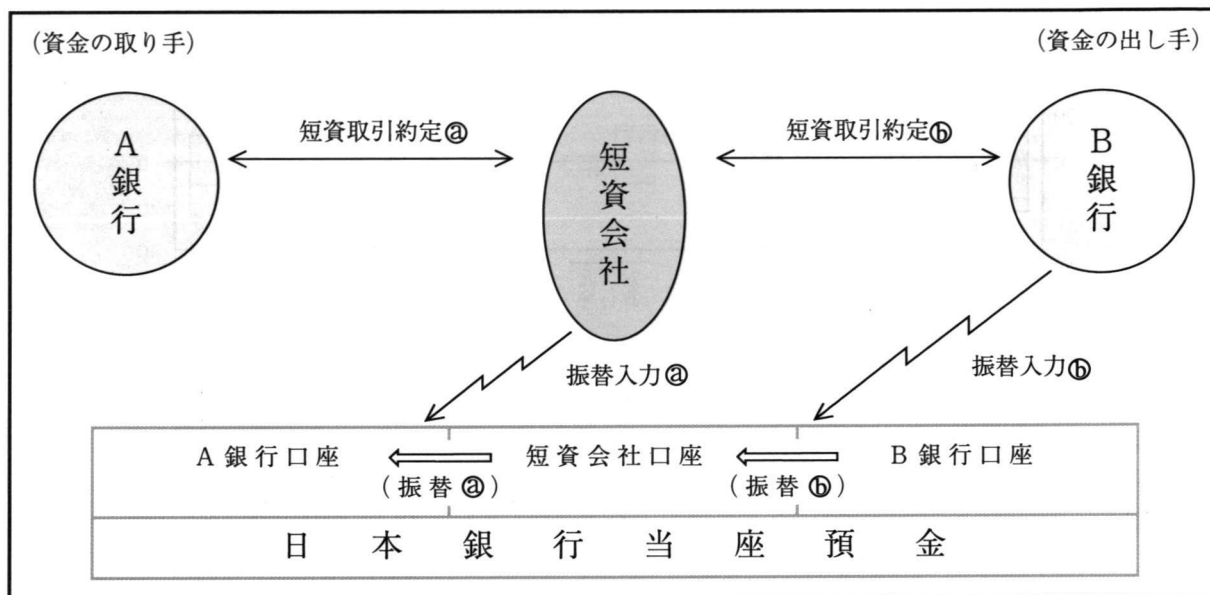 (資金の取り手)
(資金の出し手)
A銀行
短資取引約定ⓐ
短資会社
短資取引約定ⓑ
B銀行
振替入力ⓐ
振替入力ⓑ
A銀行口座
短資会社口座
B銀行口座
(振替ⓐ)
(振替ⓑ)
日本銀行当座預金